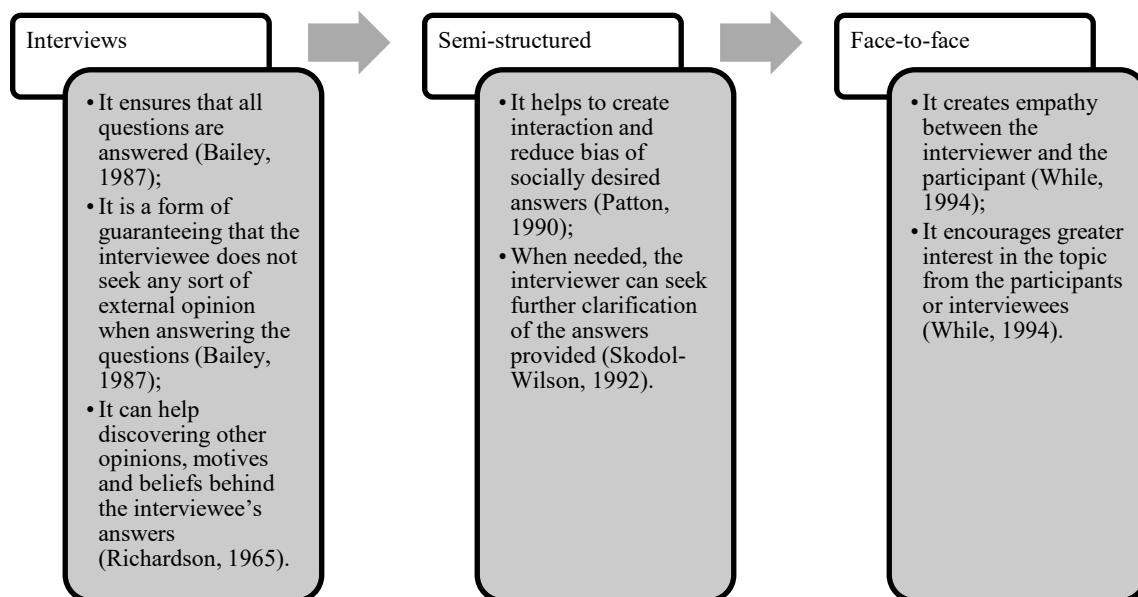 Interviews
• It ensures that all
questions are
answered (Bailey,
1987);
• It is a form of
guaranteeing that the
interviewee does not
seek any sort of
external opinion
when answering the
questions (Bailey,
1987);
• It can help
discovering other
opinions, motives
and beliefs behind
the interviewee’s
answers
(Richardson, 1965).
Semi-structured
• It helps to create
interaction and
reduce bias of
socially desired
answers (Patton,
1990);
• When needed, the
interviewer can seek
further clarification
of the answers
provided (Skodol-
Wilson, 1992).
Face-to-face
• It creates empathy
between the
interviewer and the
participant (While,
1994);
• It encourages greater
interest in the topic
from the participants
or interviewees
(While, 1994).